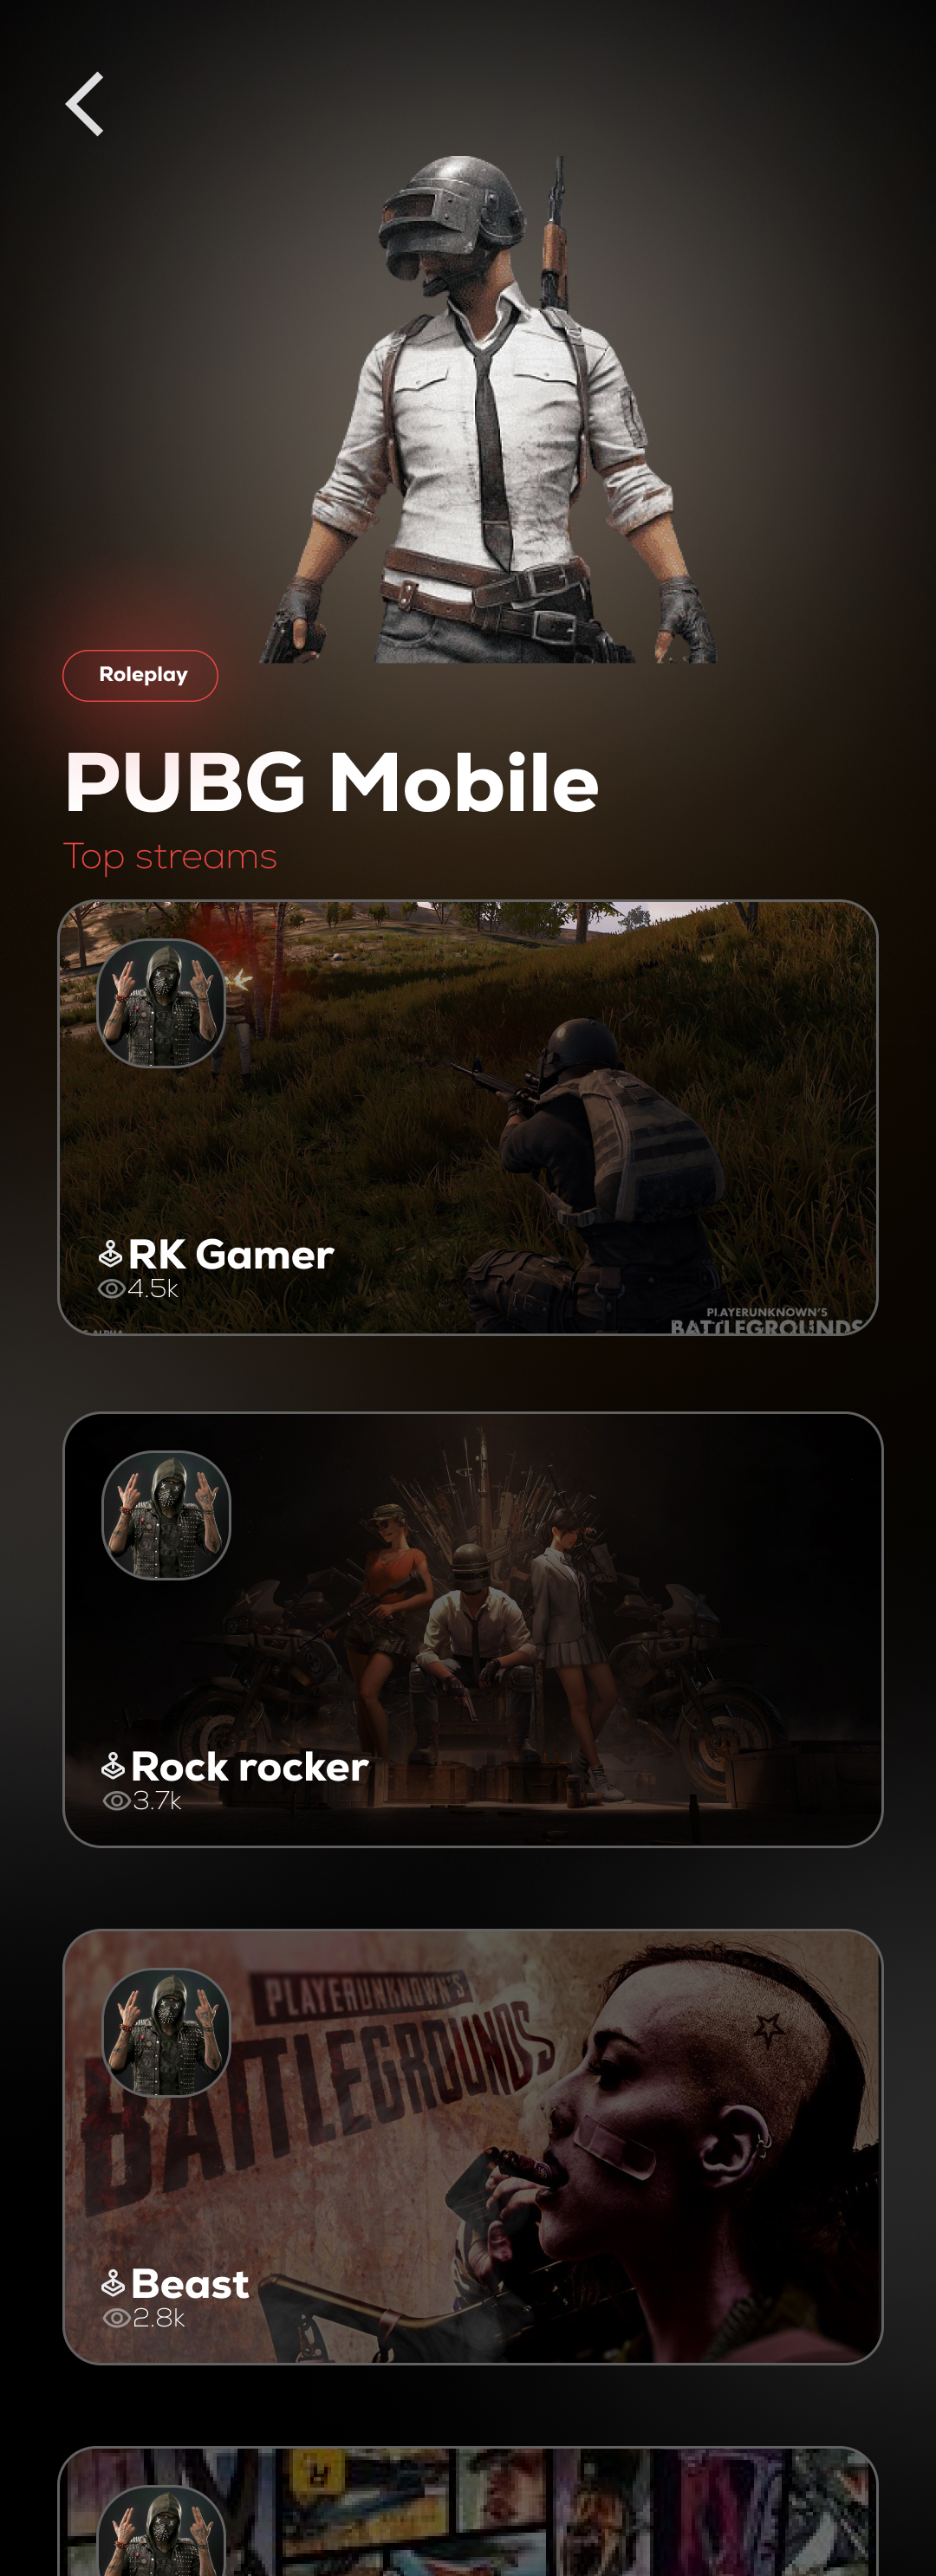 Roleplay
PUBG Mobile
Top streams
RK Gamer
4.5k
PLAYERUNKNOWN'S
BATTLEGROUNDS
Rock rocker
3.7k
PLAYERUNKNOWN'S
BATTLEGROUNDS
Beast
2.8k